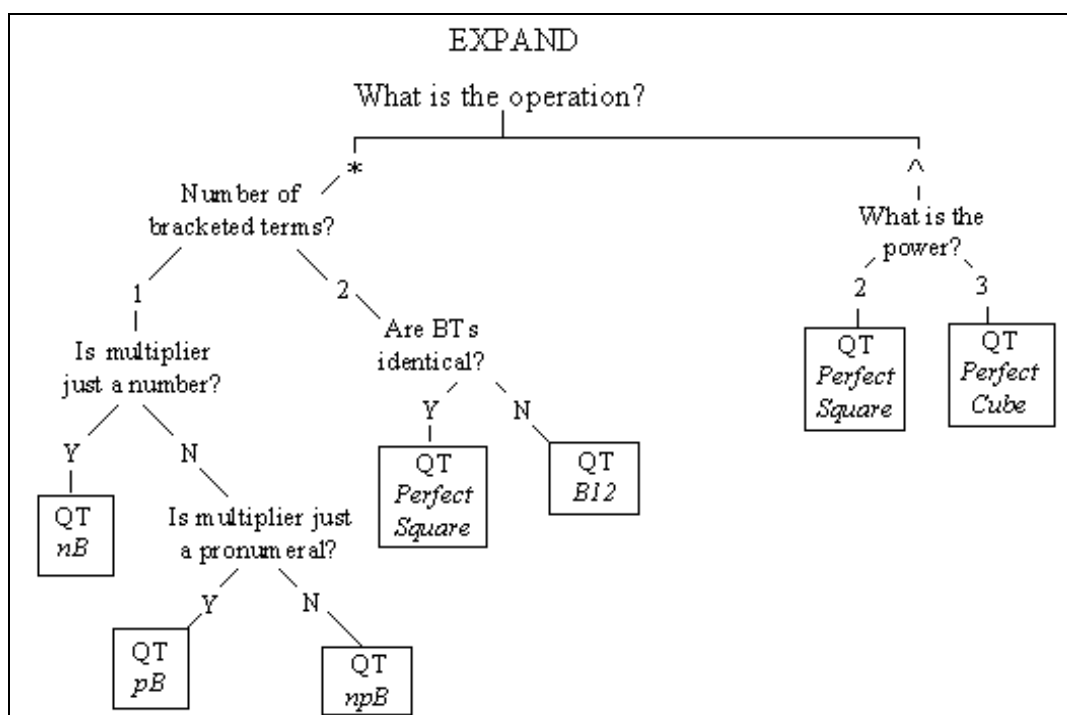 EXPAND
What is the operation?
*
^
Number of
bracketed terms?
What is the
power?
1
2
2
3
Are BTs
identical?
Is multiplier
just a number?
QT
Perfect
Square
QT
Perfect
Cube
Y
N
Y
N
QT
nB
Is multiplier just
a pronumeral?
QT
Perfect
Square
QT
B12
Y
N
QT
pB
QT
npB